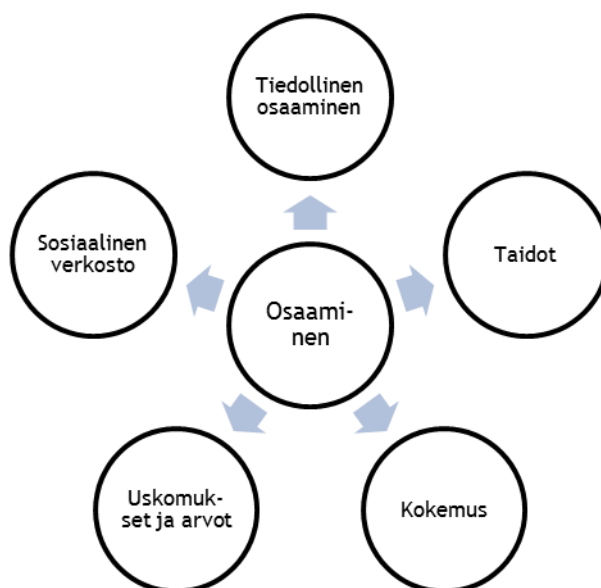 Tiedollinen
osaaminen
Sosiaalinen
verkosto
Taidot
Osaami-
nen
Uskomuk-
set ja arvot
Kokemus